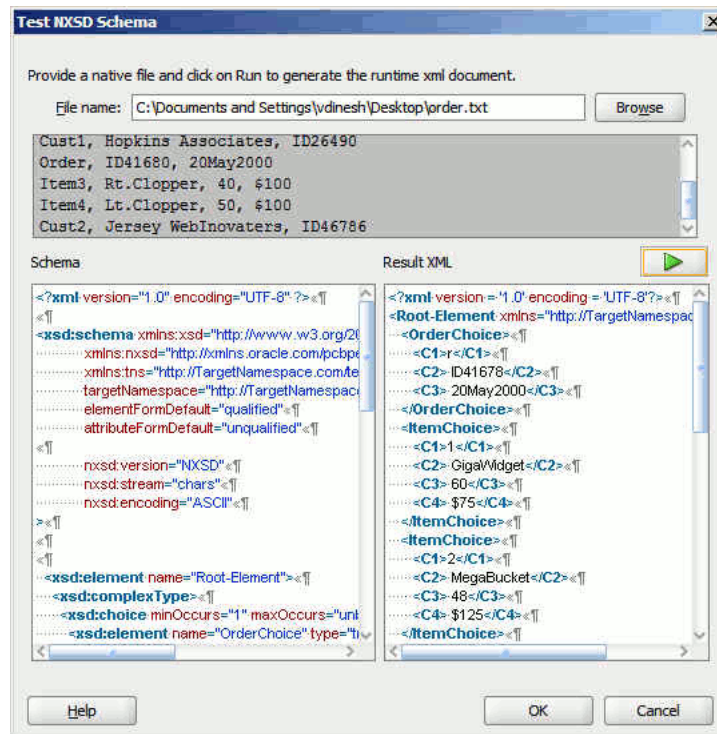 Test NXSD Schema
Provide a native file and click on Run to generate the runtime xml document.
File name: C:\Documents and Settings\vdinesh\Desktop\order.txt Browse
Cust1, Hopkins Associates, ID26490
Order, ID41680, 20May2000
Item3, Rt.Clopper, 40, $100
Item4, Lt.Clopper, 50, $100
Cust2, Jersey WebInovaters, ID46786
Schema
<?xml version="1.0" encoding="UTF-8" ?>«¶
«¶
<xsd:schema xmlns:xsd="http://www.w3.org/20
xmlns:nxsd="http://xmlns.oracle.com/pcbpe
xmlns:tns="http://TargetNamespace.com/te
targetNamespace="http://TargetNamespac
elementFormDefault="qualified"«¶
attributeFormDefault="unqualified"«¶
«¶
nxsd:version="NXSD"«¶
nxsd:stream="chars"«¶
nxsd:encoding="ASCII"«¶
>«¶
«¶
«¶
<xsd:element name="Root-Element">«¶
<xsd:complexType>«¶
<xsd:choice minOccurs="1" maxOccurs="unb
<xsd:element name="OrderChoice" type="tn
Result XML
<?xml version = '1.0' encoding = 'UTF-8'?>«¶
<Root-Element xmlns="http://TargetNamespac
<OrderChoice>«¶
<C1>r</C1>«¶
<C2> ID41678</C2>«¶
<C3> 20May2000</C3>«¶
</OrderChoice>«¶
<ItemChoice>«¶
<C1>1</C1>«¶
<C2> GigaWidget</C2>«¶
<C3> 60</C3>«¶
<C4> $75</C4>«¶
</ItemChoice>«¶
<ItemChoice>«¶
<C1>2</C1>«¶
<C2> MegaBucket</C2>«¶
<C3> 48</C3>«¶
<C4> $125</C4>«¶
</ItemChoice>«¶
Help OK Cancel